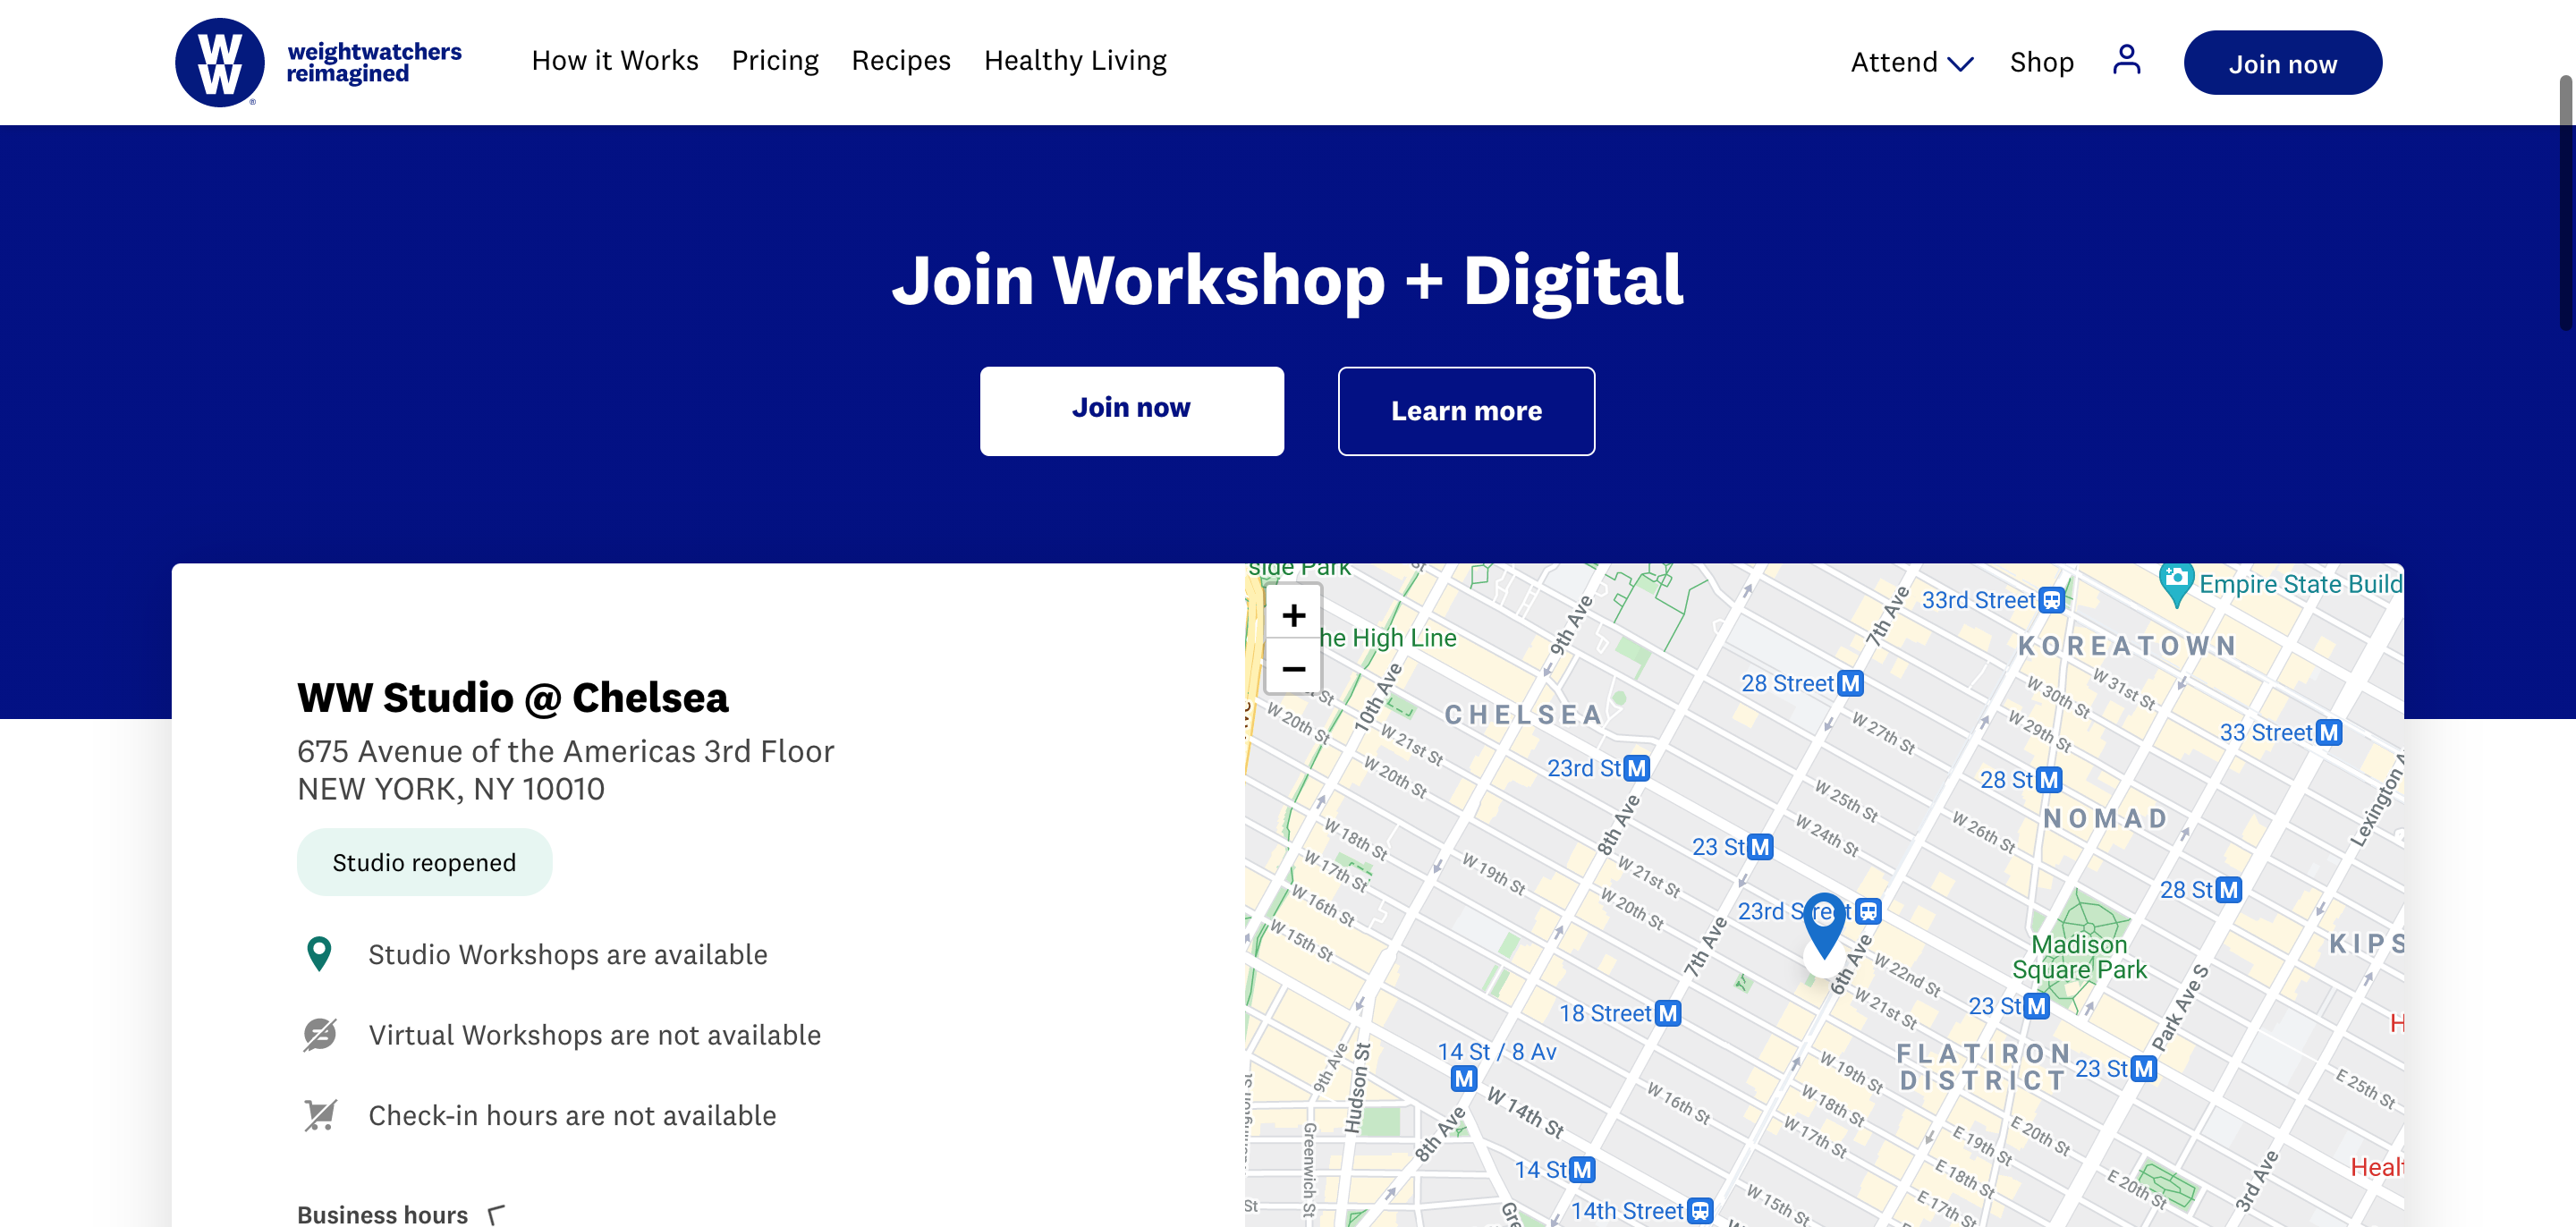 WW
weightwatchers
reimagined
How it Works
Pricing
Recipes
Healthy Living
Attend
Shop
Join now
Join Workshop + Digital
Join now
Learn more
WW Studio @ Chelsea
675 Avenue of the Americas 3rd Floor
NEW YORK, NY 10010
Studio reopened
Studio Workshops are available
Virtual Workshops are not available
Check-in hours are not available
Business hours
side Park
+
he High Line
−
9th Ave
7th Ave
33rd Street
Empire State Build
KOREATOWN
28 Street M
W 31st St
W 30th St
10th Ave
CHELSEA
W 20th St
W 21st St
W 27th St
W 29th St
33 Street M
23rd St M
W 20th St
28 St M
W 25th St
NOMAD
Lexington A
8th Ave
W 18th St
W 24th St
W 26th St
23 St M
W 17th St
W 19th St
W 21st St
28 St M
W 16th St
W 20th St
23rd Street
W 15th St
7th Ave
6th Ave
Madison
Square Park
KIPS
W 22nd St
W 21st St
23 St M
Park Ave S
18 Street M
14 St / 8 Av
M
9th Ave
Hudson St
FLATIRON
DISTRICT
23 St M
W 19th St
E 25th St
W 14th St
W 16th St
W 18th St
8th Ave
Greenwich St
W 17th St
E 20th St
E 19th St
14 St M
E 18th St
E 20th St
Healt
3rd Ave
14th Street
W 15th St
E 17th St